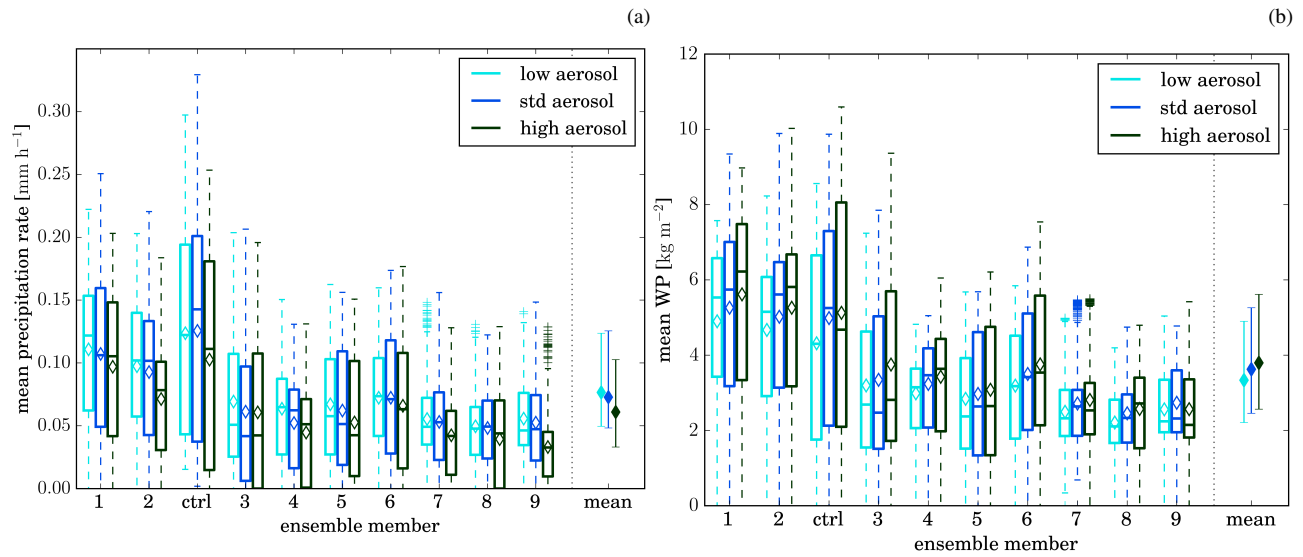 (a)
mean precipitation rate [mm h⁻¹]
0.30
0.25
0.20
0.15
0.10
0.05
0.00
low aerosol
std aerosol
high aerosol
1 2 ctrl 3 4 5 6 7 8 9 mean
ensemble member
(b)
mean WP [kg m⁻²]
12
10
8
6
4
2
0
low aerosol
std aerosol
high aerosol
1 2 ctrl 3 4 5 6 7 8 9 mean
ensemble member